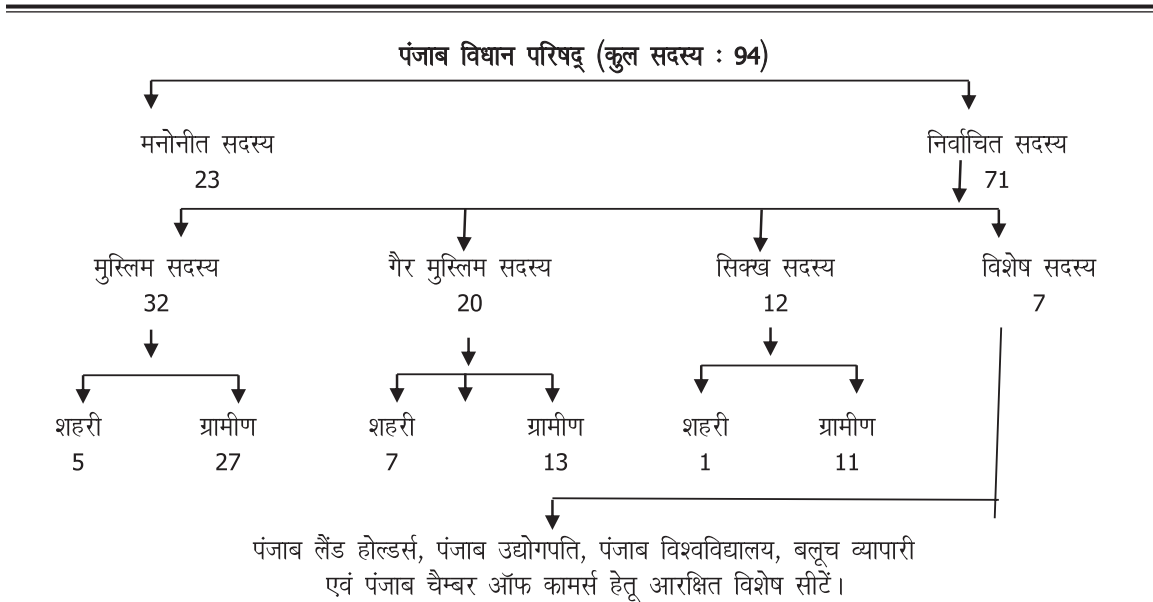 पंजाब विधान परिषद् (कुल सदस्य : 94)
मनोनीत सदस्य निर्वाचित सदस्य
23 71
मुस्लिम सदस्य गैर मुस्लिम सदस्य सिक्ख सदस्य विशेष सदस्य
32 20 12 7
शहरी ग्रामीण शहरी ग्रामीण शहरी ग्रामीण
5 27 7 13 1 11
पंजाब लैंड होल्डर्स, पंजाब उद्योगपति, पंजाब विश्वविद्यालय, बलूच व्यापारी
एवं पंजाब चैम्बर ऑफ कामर्स हेतू आरक्षित विशेष सीटें।